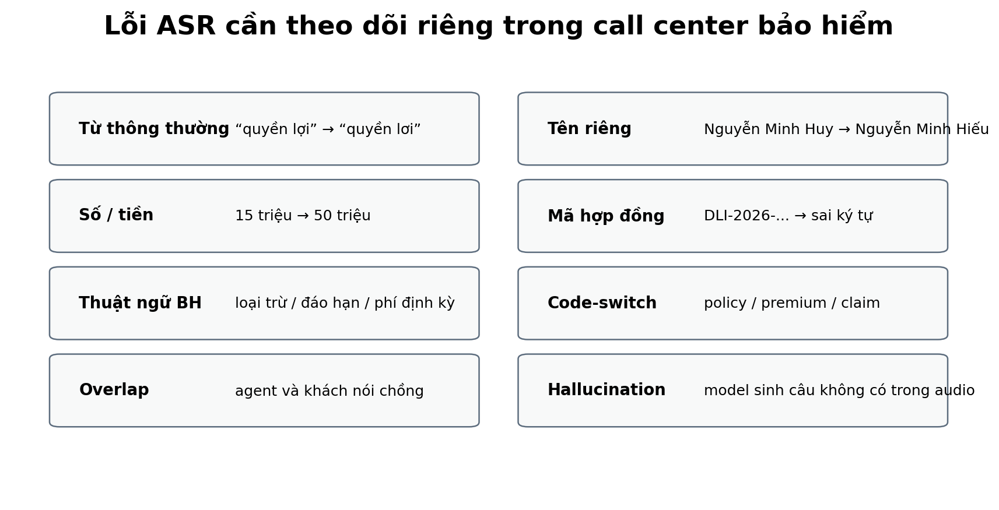 Lỗi ASR cần theo dõi riêng trong call center bảo hiểm
Từ thông thường “quyền lợi” → “quyền lơi”
Tên riêng Nguyễn Minh Huy → Nguyễn Minh Hiếu
Số / tiền 15 triệu → 50 triệu
Mã hợp đồng DLI-2026-... → sai ký tự
Thuật ngữ BH loại trừ / đáo hạn / phí định kỳ
Code-switch policy / premium / claim
Overlap agent và khách nói chồng
Hallucination model sinh câu không có trong audio